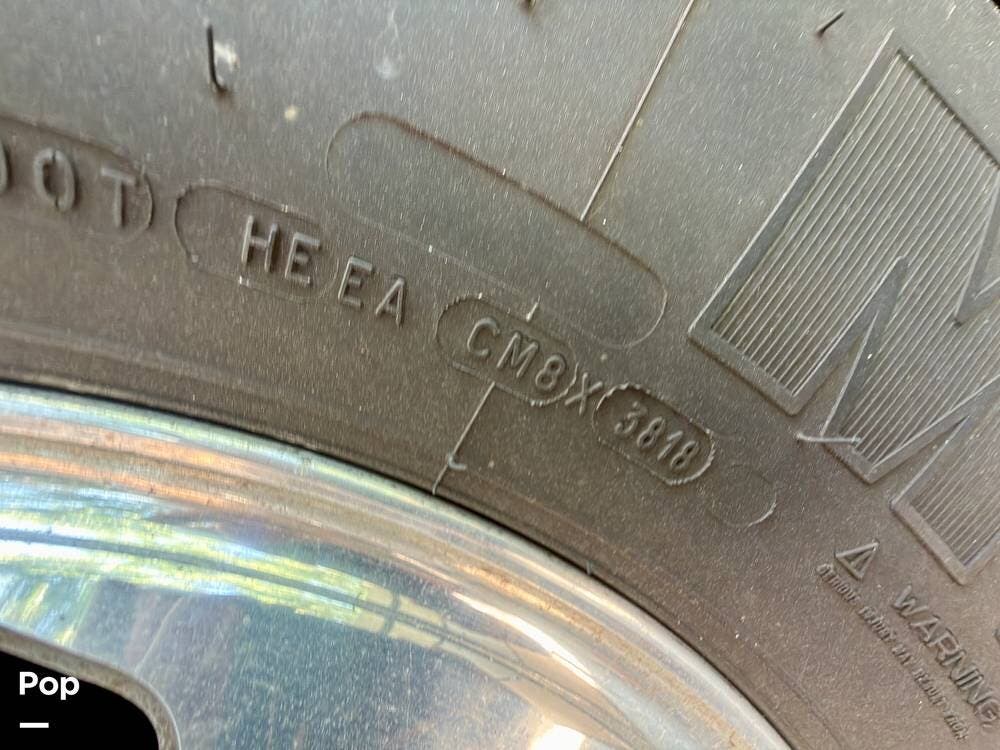 DOT HE EA CM8X 3818
M
WARNING
Pop